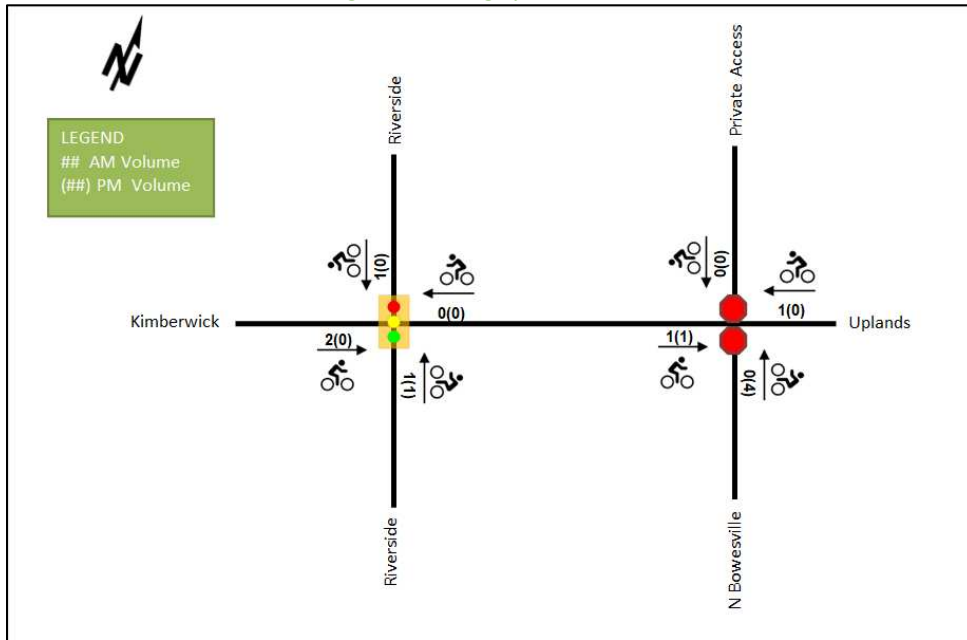 N
LEGEND
## AM Volume
(##) PM Volume
Riverside
Private Access
1(0)
0(0)
0(0)
1(0)
Kimberwick
Uplands
2(0)
1(1)
1(1)
0(4)
Riverside
N Bowesville